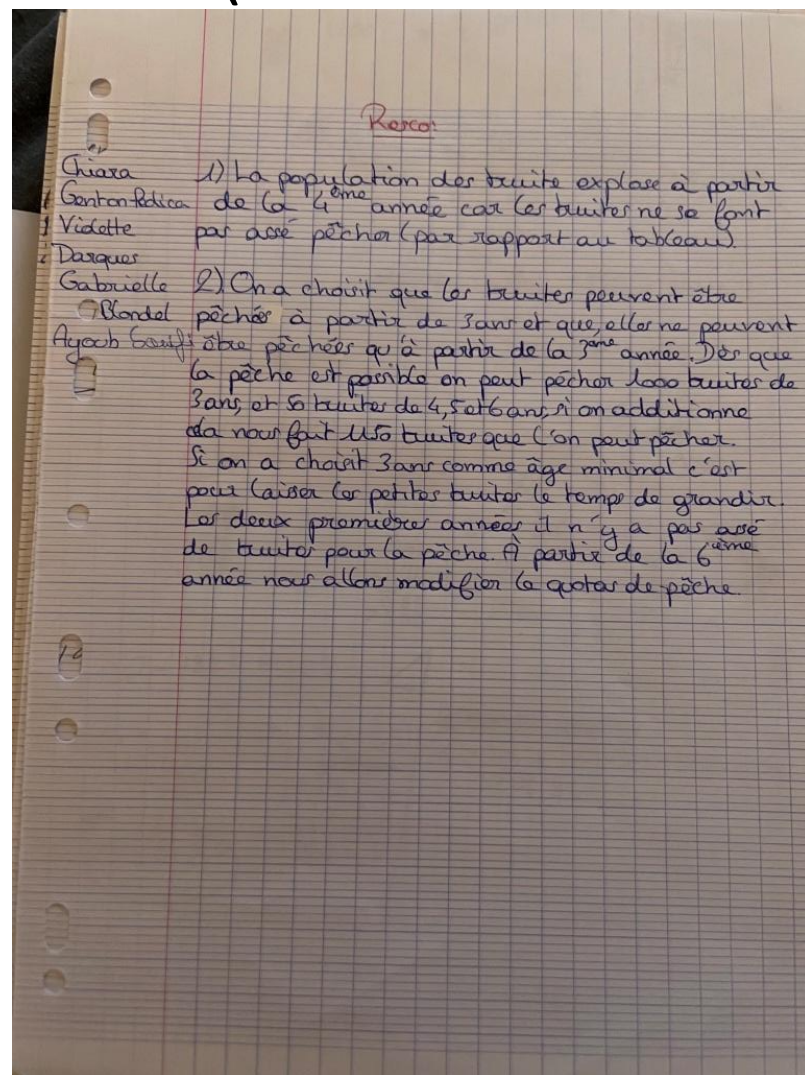 Rosco:
Chiara 1) La population des truite explose à partir
Genton Pedica de la 4ème année car les truites ne se font
Violette pas assé pêcher (par rapport au tableau).
Darques
Gabrielle 2) On a choisit que les truites peuvent être
Blondel pêchés à partir de 3ans et que, elles ne peuvent
Ayoub être pêchées qu'à partir de la 3ème année. Dès que
la pêche est possible on peut pêcher 1000 truites de
3ans, et 50 truites de 4, 5 et 6 ans, si on additionne
cela nous fait 1150 truites que l'on peut pêcher.
Si on a choisit 3ans comme âge minimal c'est
pour laisser les petites truites le temps de grandir.
Les deux premières années il n'y a pas assé
de truites pour la pêche. À partir de la 6ième
année nous allons modifier le quotas de pêche.